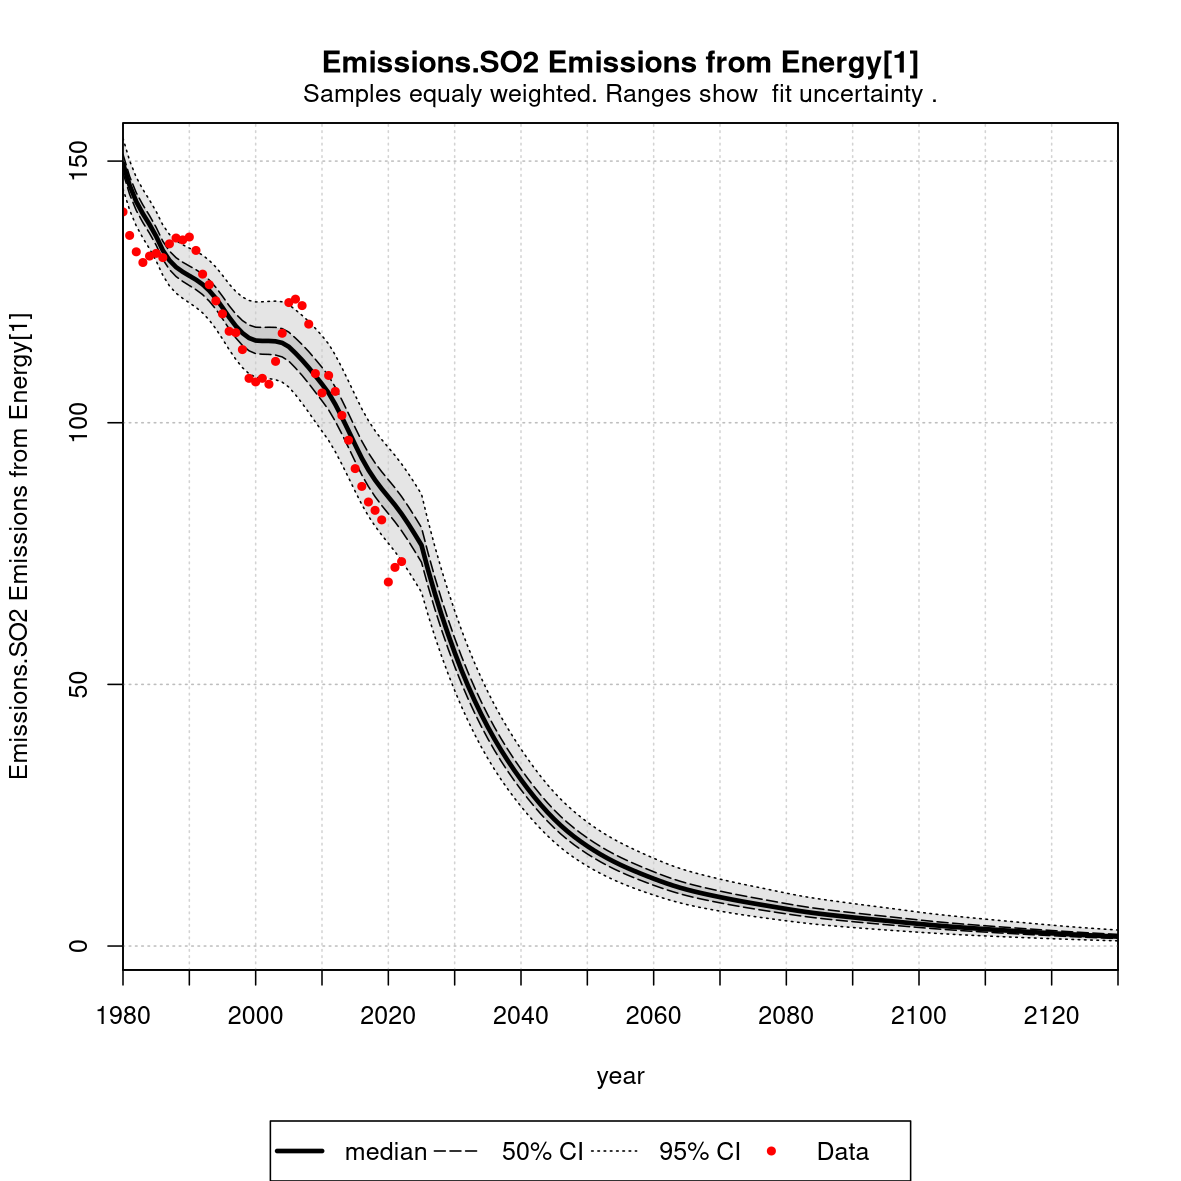 Emissions.SO2 Emissions from Energy[1]
Samples equaly weighted. Ranges show  fit uncertainty .
Emissions.SO2 Emissions from Energy[1]
150
100
50
0
1980 2000 2020 2040 2060 2080 2100 2120
year
median 50% CI 95% CI Data